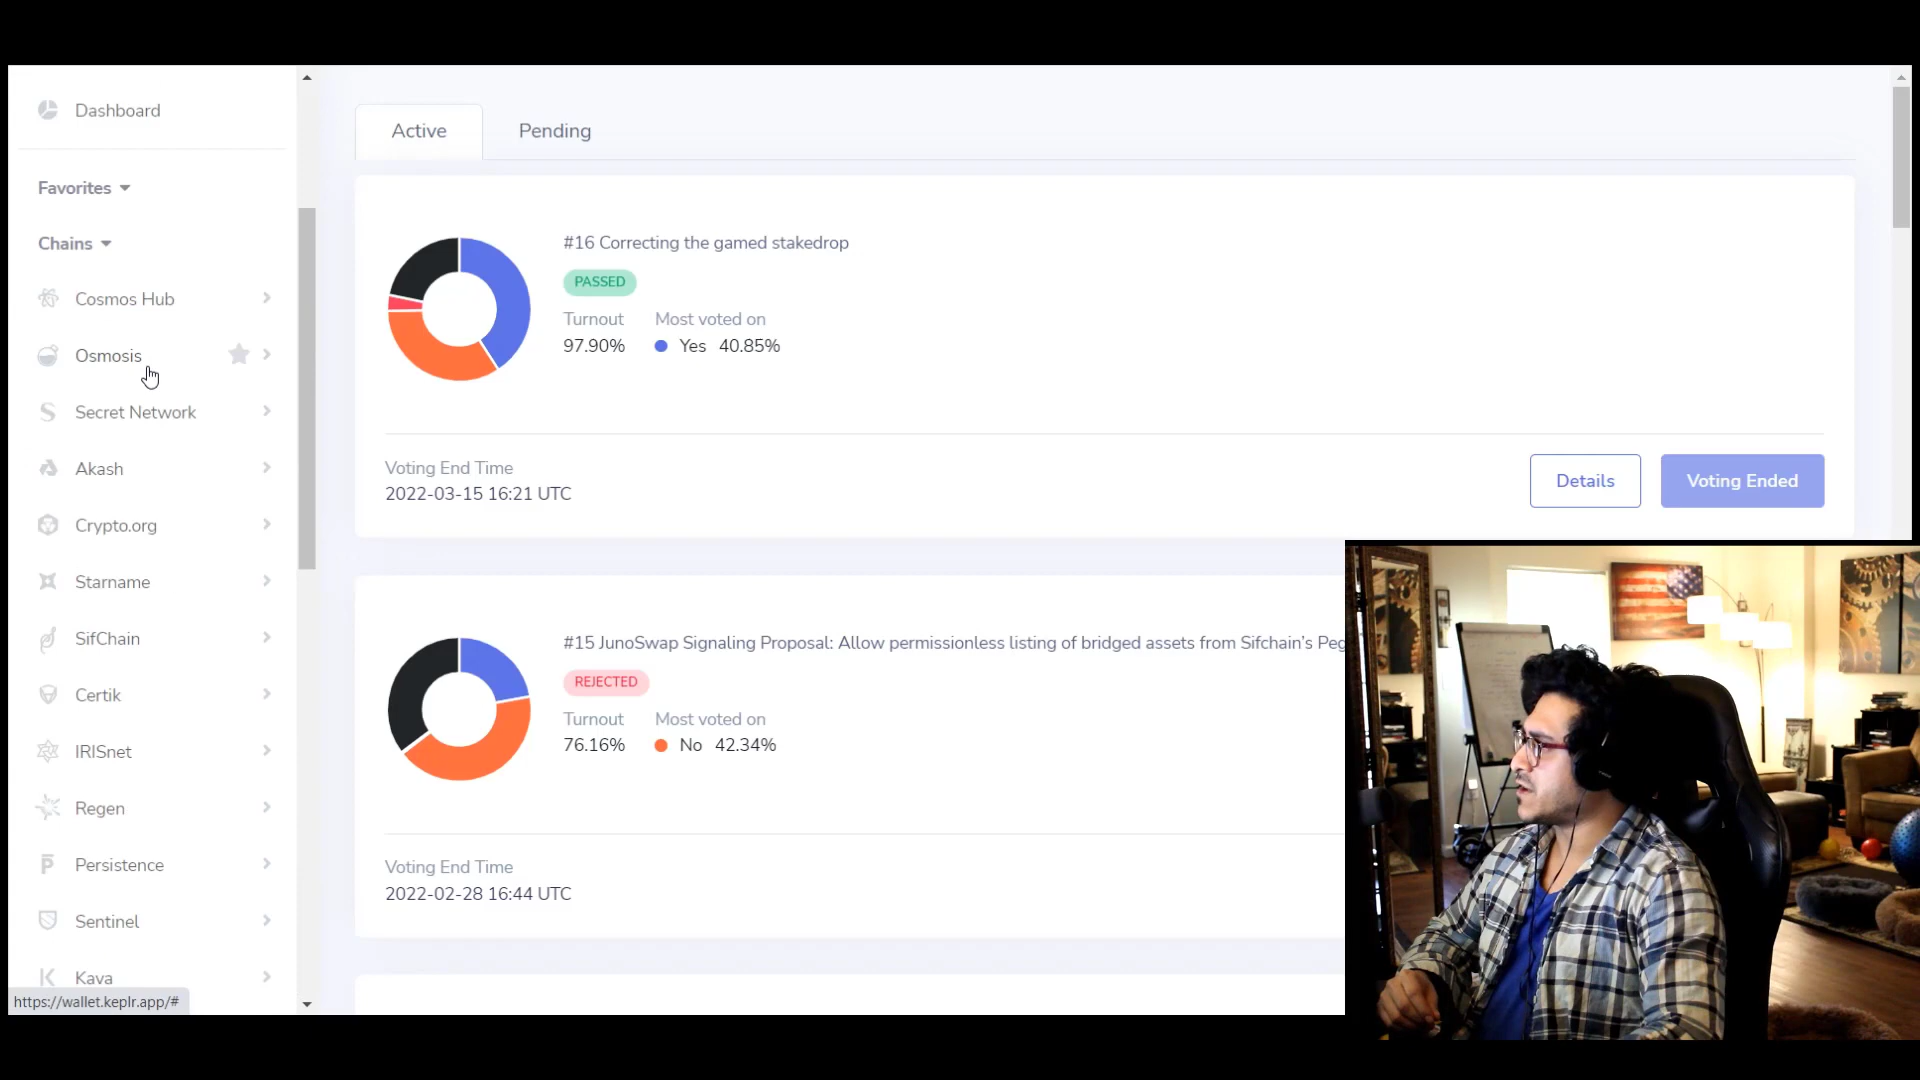 Dashboard
Favorites
Chains
Cosmos Hub
Osmosis
Secret Network
Akash
Crypto.org
Starname
SifChain
Certik
IRISnet
Regen
Persistence
Sentinel
Kava
https://wallet.keplr.app/#
Active
Pending
#16 Correcting the gamed stakedrop
PASSED
Turnout
Most voted on
97.90%
Yes 40.85%
Voting End Time
2022-03-15 16:21 UTC
Details
Voting Ended
#15 JunoSwap Signaling Proposal: Allow permissionless listing of bridged assets from Sifchain's Peg
REJECTED
Turnout
Most voted on
76.16%
No 42.34%
Voting End Time
2022-02-28 16:44 UTC